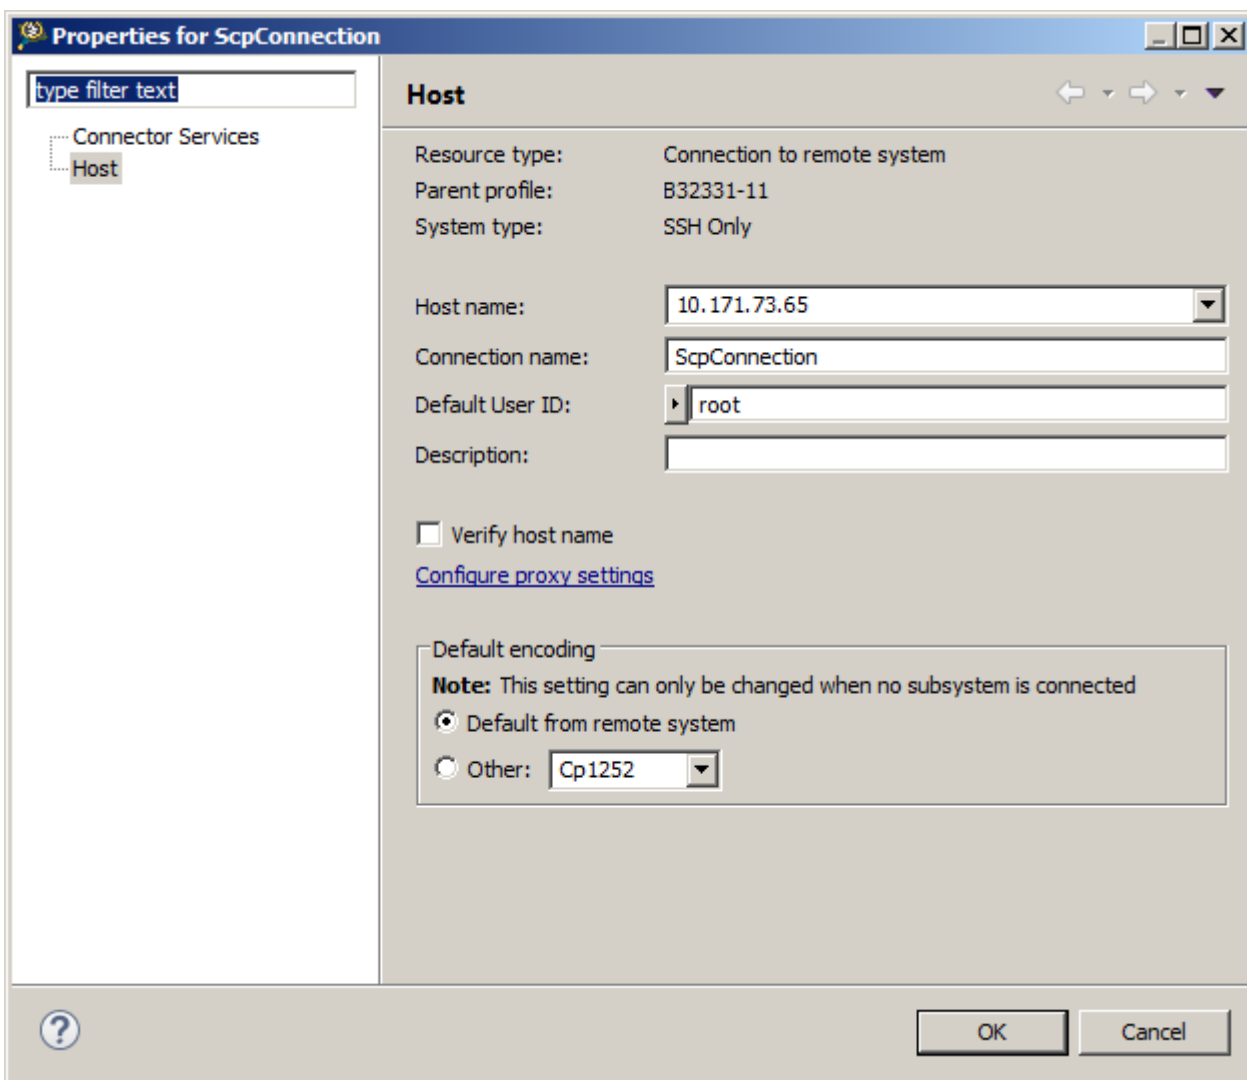 Properties for ScpConnection
type filter text
Connector Services
Host
Host
Resource type: Connection to remote system
Parent profile: B32331-11
System type: SSH Only
Host name: 10.171.73.65
Connection name: ScpConnection
Default User ID: root
Description:
Verify host name
Configure proxy settings
Default encoding
Note: This setting can only be changed when no subsystem is connected
Default from remote system
Other: Cp1252
OK Cancel